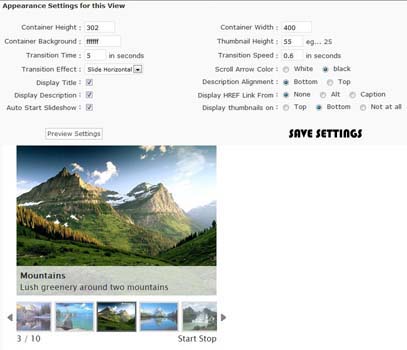 Appearance Settings for this View
Container Height : 302
Container Width : 400
Container Background : ffffff
Thumbnail Height : 55 eg... 25
Transition Time : 5 in seconds
Transition Speed : 0.6 in seconds
Transition Effect : Slide Horizontal
Scroll Arrow Color : White black
Display Title :
Description Alignment : Bottom Top
Display Description :
Display HREF Link From : None Alt Caption
Auto Start Slideshow :
Display thumbnails on : Top Bottom Not at all
Preview Settings
SAVE SETTINGS
Mountains
Lush greenery around two mountains
3 / 10
Start Stop